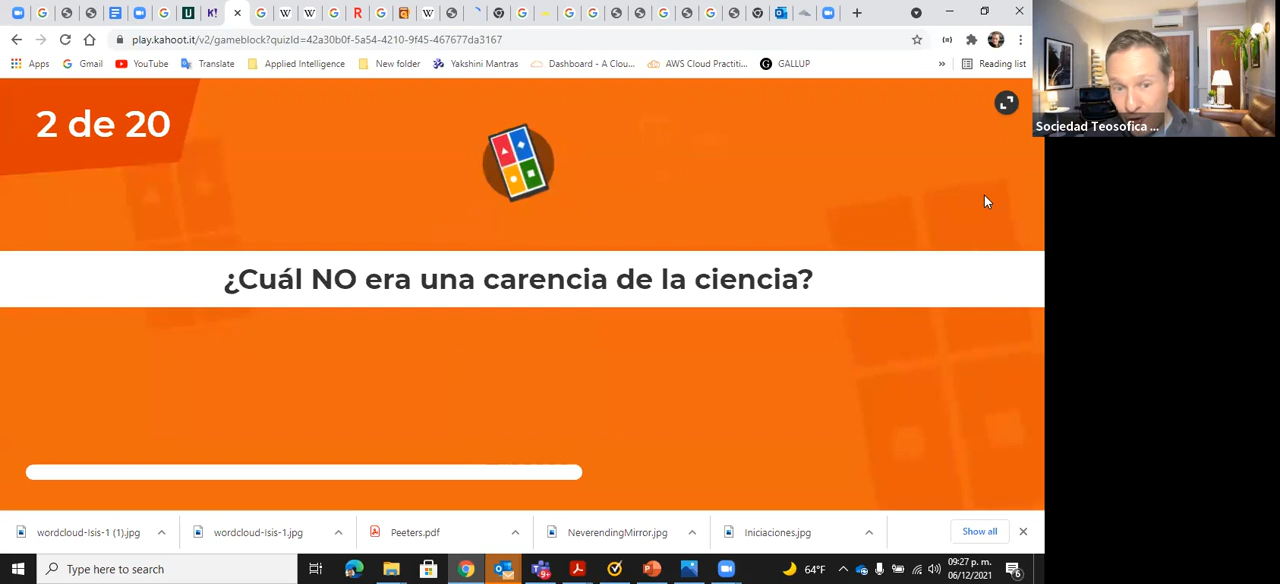 play.kahoot.it/v2/gameblock?quizId=42a30b0f-5a54-4210-9f45-467677da3167
Apps Gmail YouTube Translate Applied Intelligence New folder Yakshini Mantras Dashboard - A Clou... AWS Cloud Practiti... GALLUP » Reading list
2 de 20
Sociedad Teosofica ...
¿Cuál NO era una carencia de la ciencia?
wordcloud-Isis-1 (1).jpg wordcloud-Isis-1.jpg Peeters.pdf NeverendingMirror.jpg Iniciaciones.jpg Show all
Type here to search 64°F 09:27 p. m.
06/12/2021